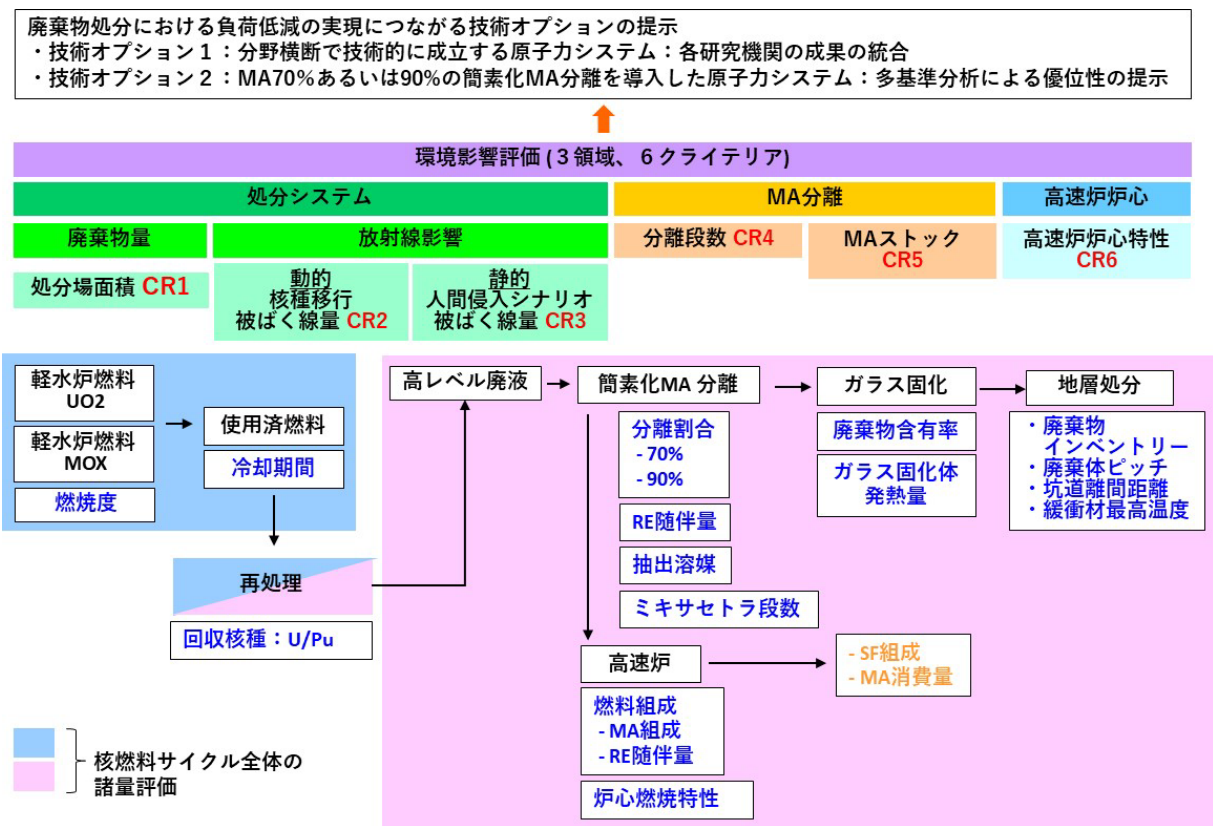 廃棄物処分における負荷低減の実現につながる技術オプションの提示
・技術オプション１：分野横断で技術的に成立する原子力システム：各研究機関の成果の統合
・技術オプション２：MA70%あるいは90%の簡素化MA分離を導入した原子力システム：多基準分析による優位性の提示
環境影響評価 (３領域、６クライテリア)
処分システム
MA分離
高速炉炉心
廃棄物量
放射線影響
分離段数 CR4
MAストック
CR5
高速炉炉心特性
CR6
処分場面積 CR1
動的
核種移行
被ばく線量 CR2
静的
人間侵入シナリオ
被ばく線量 CR3
軽水炉燃料
UO2
軽水炉燃料
MOX
燃焼度
使用済燃料
冷却期間
再処理
回収核種：U/Pu
高レベル廃液
簡素化MA 分離
分離割合
- 70%
- 90%
RE随伴量
抽出溶媒
ミキサセトラ段数
ガラス固化
廃棄物含有率
ガラス固化体
発熱量
地層処分
・廃棄物
インベントリー
・廃棄体ピッチ
・坑道離間距離
・緩衝材最高温度
高速炉
燃料組成
- MA組成
- RE随伴量
炉心燃焼特性
- SF組成
- MA消費量
核燃料サイクル全体の
諸量評価